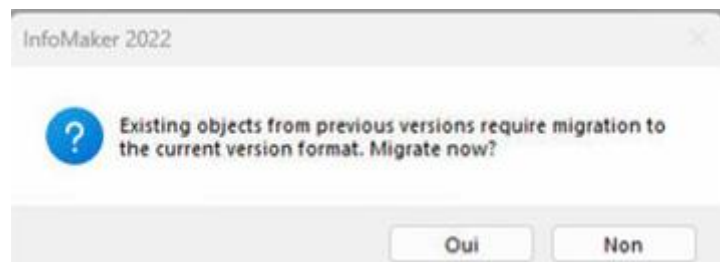 InfoMaker 2022
Existing objects from previous versions require migration to
the current version format. Migrate now?
Oui
Non